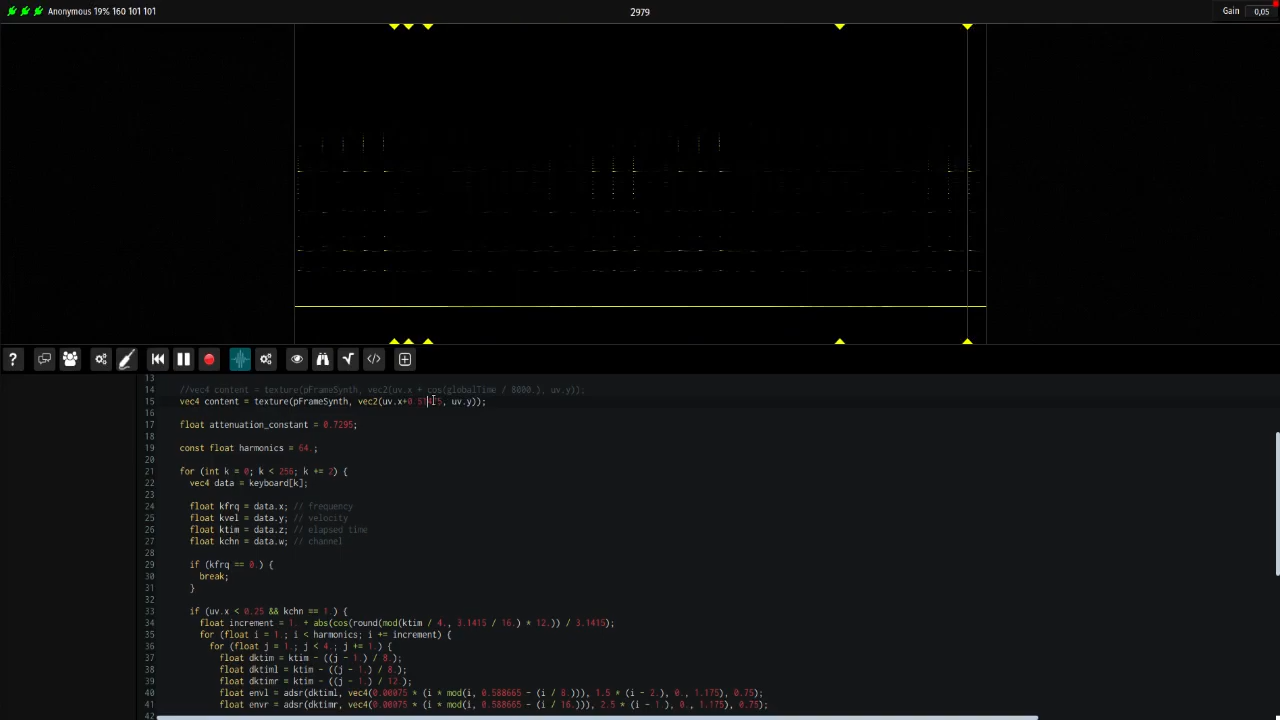 Anonymous 19% 160 101 101
2979
Gain 0,05
?
13
14 //vec4 content = texture(pFrameSynth, vec2(uv.x + cos(globalTime / 8000.), uv.y));
15 vec4 content = texture(pFrameSynth, vec2(uv.x+0.57475, uv.y));
16
17 float attenuation_constant = 0.7295;
18
19 const float harmonics = 64.;
20
21 for (int k = 0; k < 256; k += 2) {
22 vec4 data = keyboard[k];
23
24 float kfrq = data.x; // frequency
25 float kvel = data.y; // velocity
26 float ktim = data.z; // elapsed time
27 float kchn = data.w; // channel
28
29 if (kfrq == 0.) {
30 break;
31 }
32
33 if (uv.x < 0.25 && kchn == 1.) {
34 float increment = 1. + abs(cos(round(mod(ktim / 4., 3.1415 / 16.) * 12.)) / 3.1415);
35 for (float i = 1.; i < harmonics; i += increment) {
36 for (float j = 1.; j < 4.; j += 1.) {
37 float dktim = ktim - ((j - 1.) / 8.);
38 float dktiml = ktim - ((j - 1.) / 8.);
39 float dktimr = ktim - ((j - 1.) / 12.);
40 float envl = adsr(dktiml, vec4(0.00075 * (i * mod(i, 0.588665 - (i / 8.))), 1.5 * (i - 2.), 0., 1.175), 0.75);
41 float envr = adsr(dktimr, vec4(0.00075 * (i * mod(i, 0.588665 - (i / 16.))), 2.5 * (i - 1.), 0., 1.175), 0.75);
42